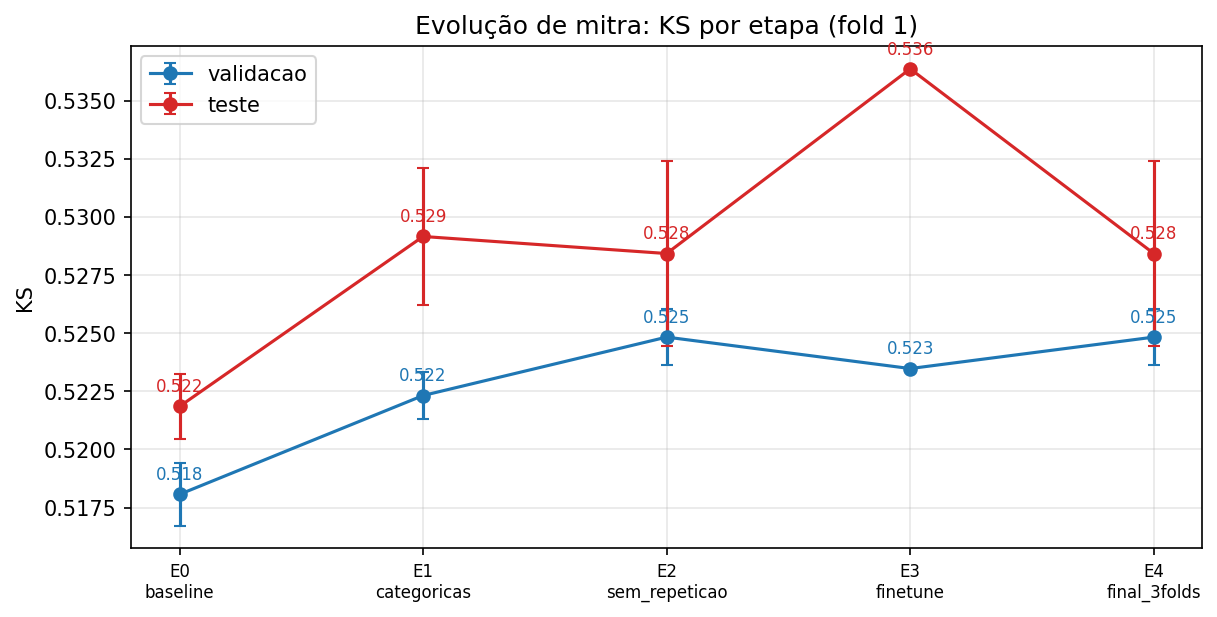 Evolução de mitra: KS por etapa (fold 1)
validacao
teste
KS
0.5350
0.5325
0.5300
0.5275
0.5250
0.5225
0.5200
0.5175
0.522
0.529
0.528
0.536
0.528
0.518
0.522
0.525
0.523
0.525
E0
baseline
E1
categoricas
E2
sem_repeticao
E3
finetune
E4
final_3folds